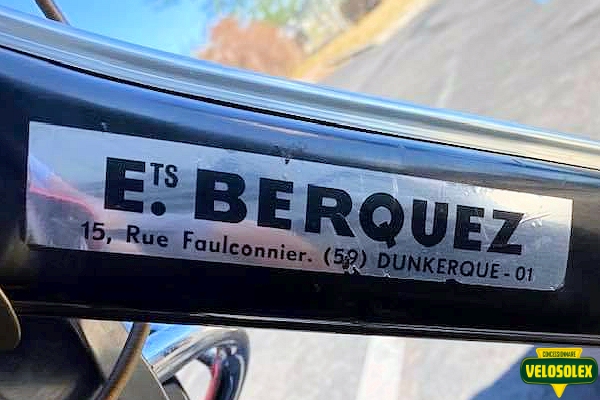 ETS. BERQUEZ
15, Rue Faulconnier. (59) DUNKERQUE - 01
CONCESSIONNAIRE
VELOSOLEX